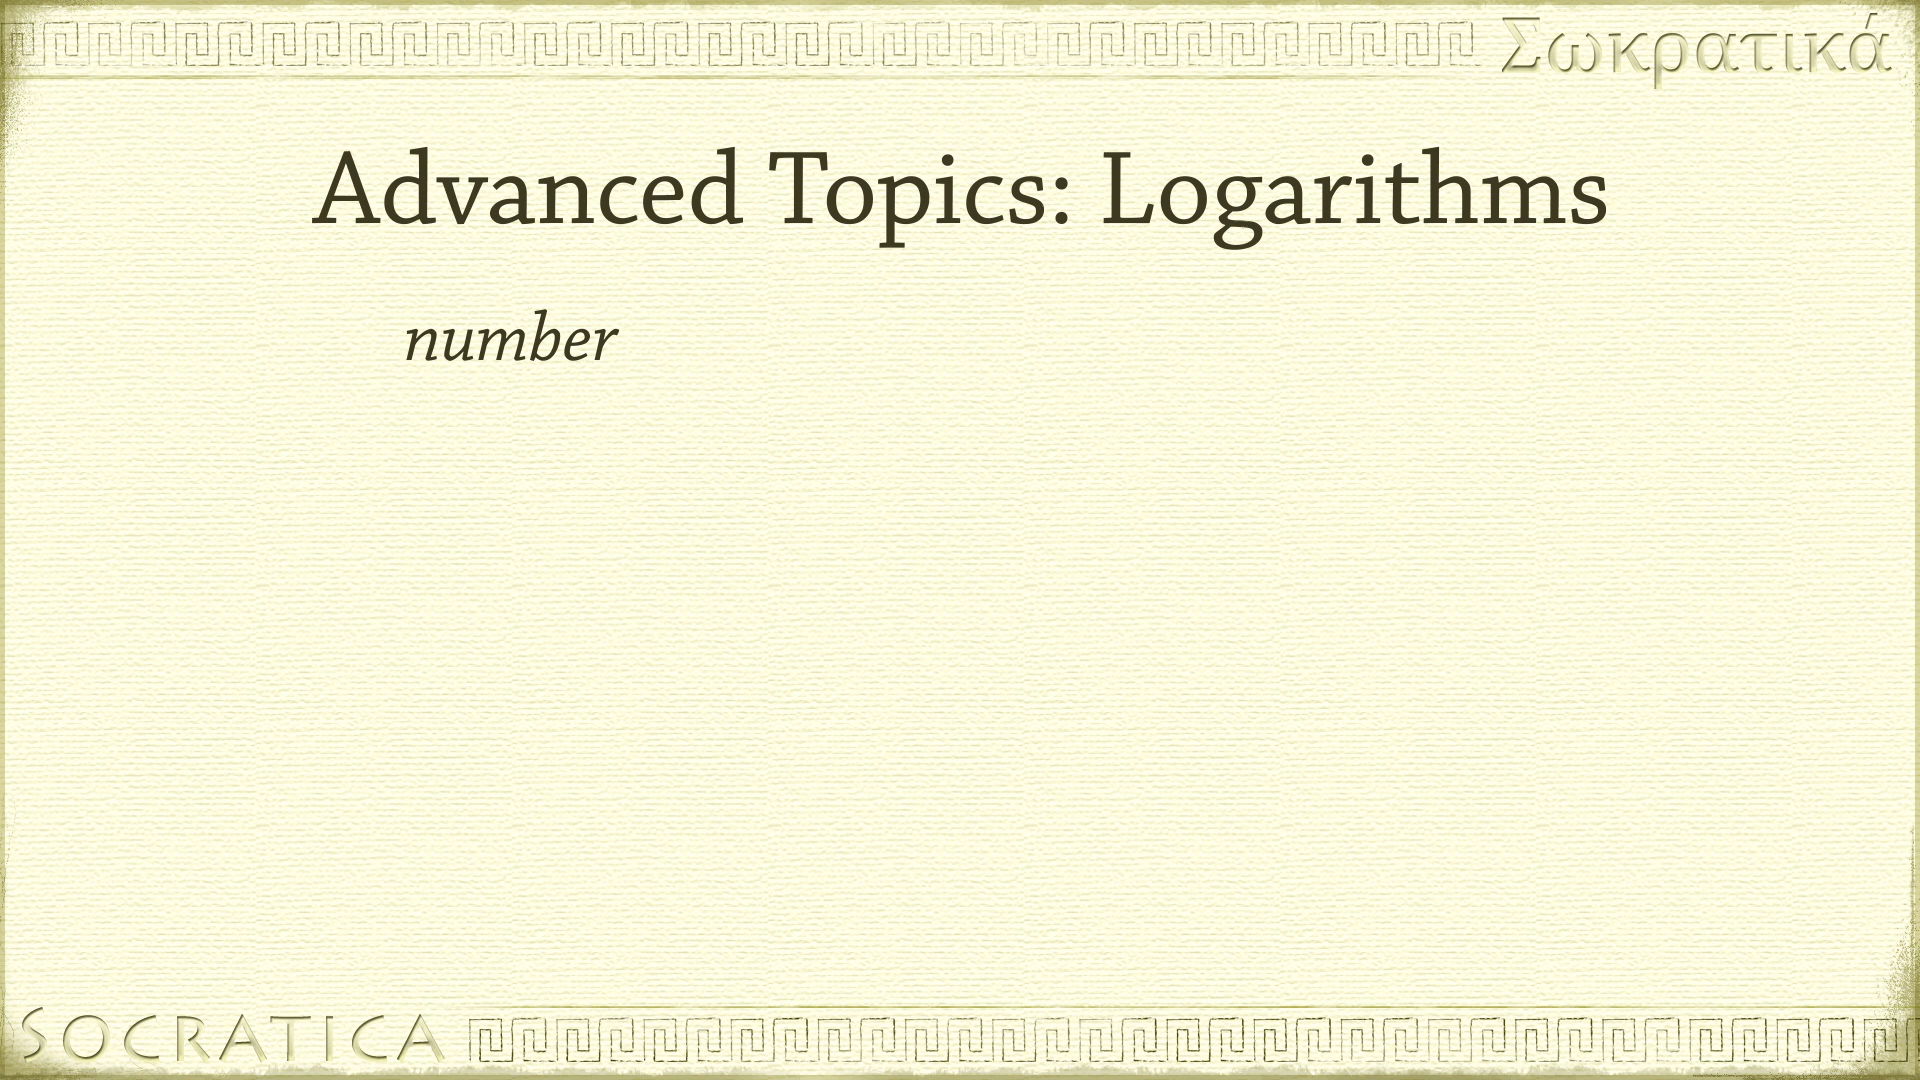 Σωκρατικά
Advanced Topics: Logarithms
number
SOCRATICA